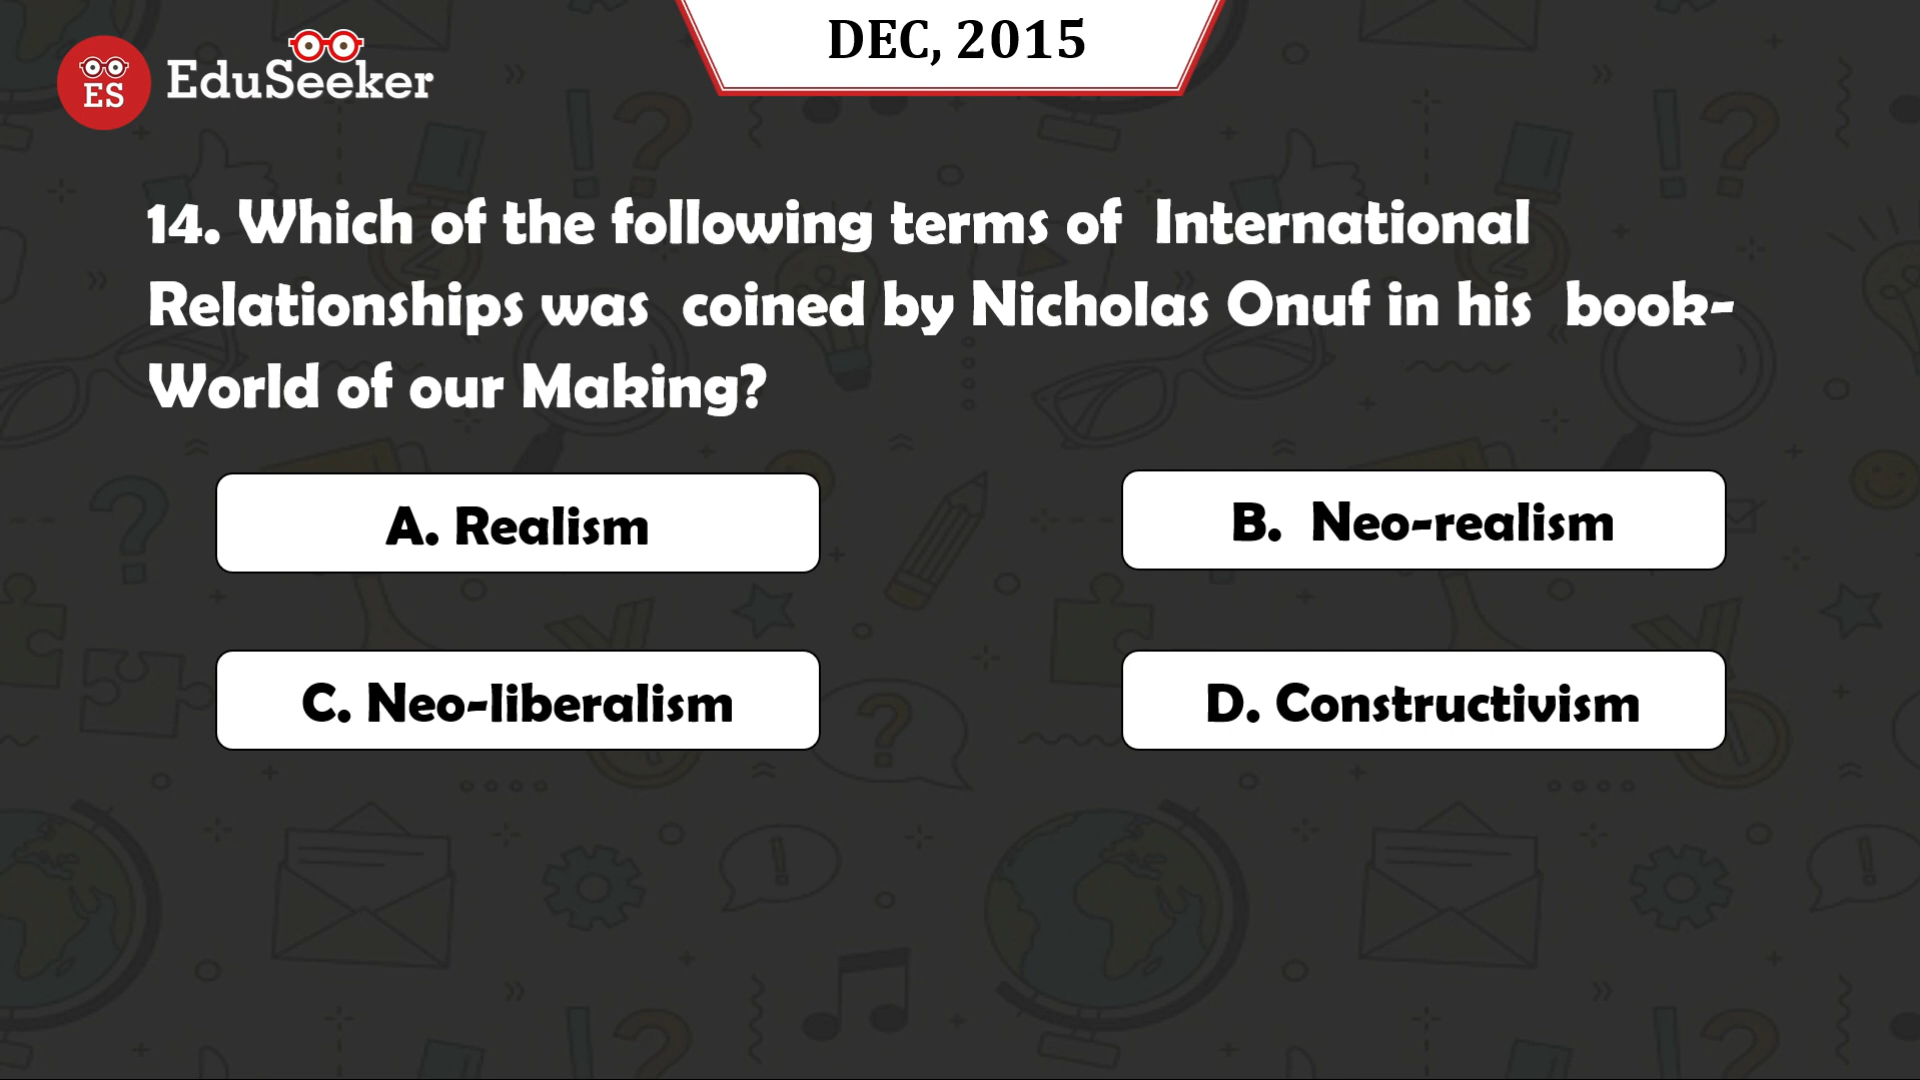 DEC, 2015
ES
EduSeeker
14. Which of the following terms of International
Relationships was coined by Nicholas Onuf in his book-
World of our Making?
A. Realism
B. Neo-realism
C. Neo-liberalism
D. Constructivism